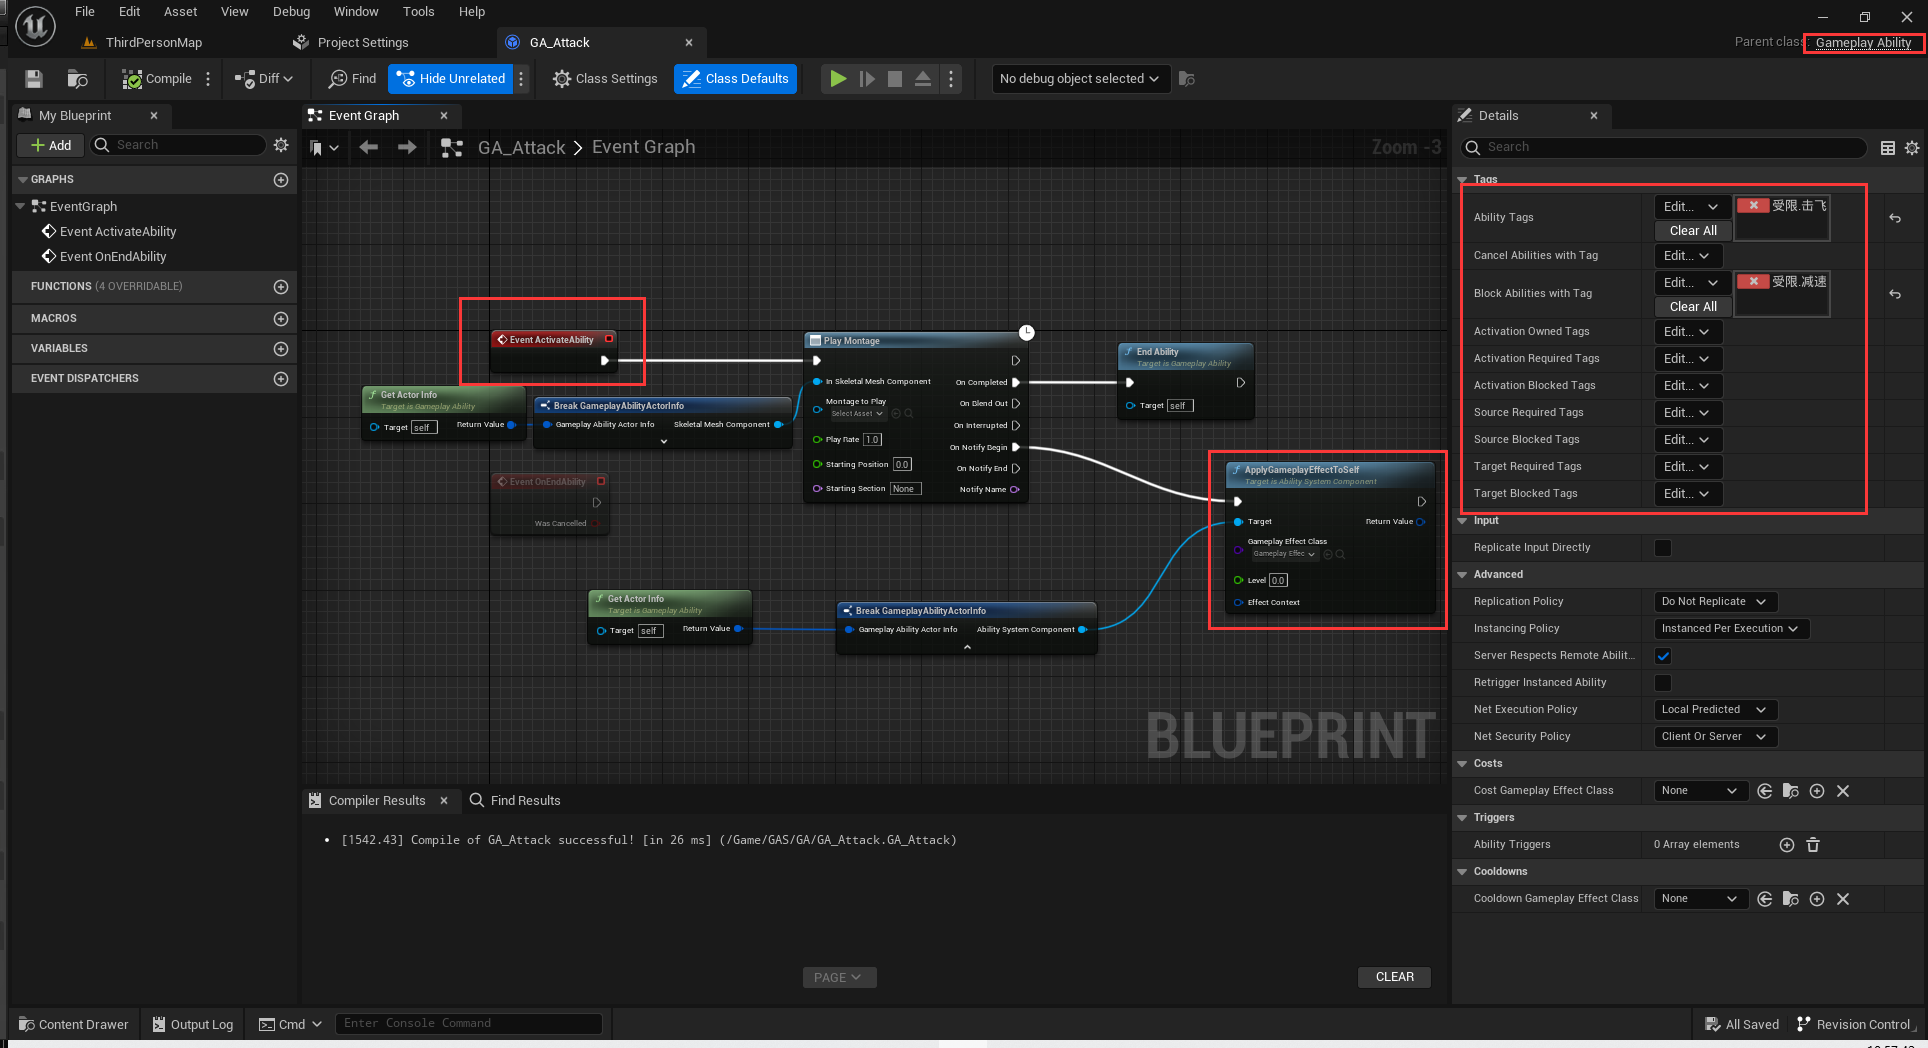 File Edit Asset View Debug Window Tools Help
ThirdPersonMap
Project Settings
GA_Attack
Parent class:
Gameplay Ability
Compile
Diff
Find
Hide Unrelated
Class Settings
Class Defaults
No debug object selected
My Blueprint
Add
Search
GRAPHS
EventGraph
Event ActivateAbility
Event OnEndAbility
FUNCTIONS (4 OVERRIDABLE)
MACROS
VARIABLES
EVENT DISPATCHERS
Event Graph
GA_Attack > Event Graph
Zoom -3
Event ActivateAbility
Get Actor Info
Target is Gameplay Ability
Target self
Return Value
Break GameplayAbilityActorInfo
Gameplay Ability Actor Info
Skeletal Mesh Component
Play Montage
In Skeletal Mesh Component
On Completed
Montage to Play
Select Asset
On Blend Out
On Interrupted
Play Rate 1.0
On Notify Begin
Starting Position 0.0
On Notify End
Starting Section None
Notify Name
End Ability
Target is Gameplay Ability
Target self
Event OnEndAbility
Was Cancelled
Get Actor Info
Target is Gameplay Ability
Target self
Return Value
Break GameplayAbilityActorInfo
Gameplay Ability Actor Info
Ability System Component
ApplyGameplayEffectToSelf
Target is Ability System Component
Target
Return Value
Gameplay Effect Class
Gameplay Effec
Level 0.0
Effect Context
BLUEPRINT
Compiler Results
Find Results
• [1542.43] Compile of GA_Attack successful! [in 26 ms] (/Game/GAS/GA/GA_Attack.GA_Attack)
PAGE
CLEAR
Details
Search
Tags
Ability Tags
Edit...
受限.击飞
Clear All
Cancel Abilities with Tag
Edit...
Block Abilities with Tag
Edit...
受限.减速
Clear All
Activation Owned Tags
Edit...
Activation Required Tags
Edit...
Activation Blocked Tags
Edit...
Source Required Tags
Edit...
Source Blocked Tags
Edit...
Target Required Tags
Edit...
Target Blocked Tags
Edit...
Input
Replicate Input Directly
Advanced
Replication Policy
Do Not Replicate
Instancing Policy
Instanced Per Execution
Server Respects Remote Abilit...
Retrigger Instanced Ability
Net Execution Policy
Local Predicted
Net Security Policy
Client Or Server
Costs
Cost Gameplay Effect Class
None
Triggers
Ability Triggers
0 Array elements
Cooldowns
Cooldown Gameplay Effect Class
None
Content Drawer
Output Log
Cmd
Enter Console Command
All Saved
Revision Control